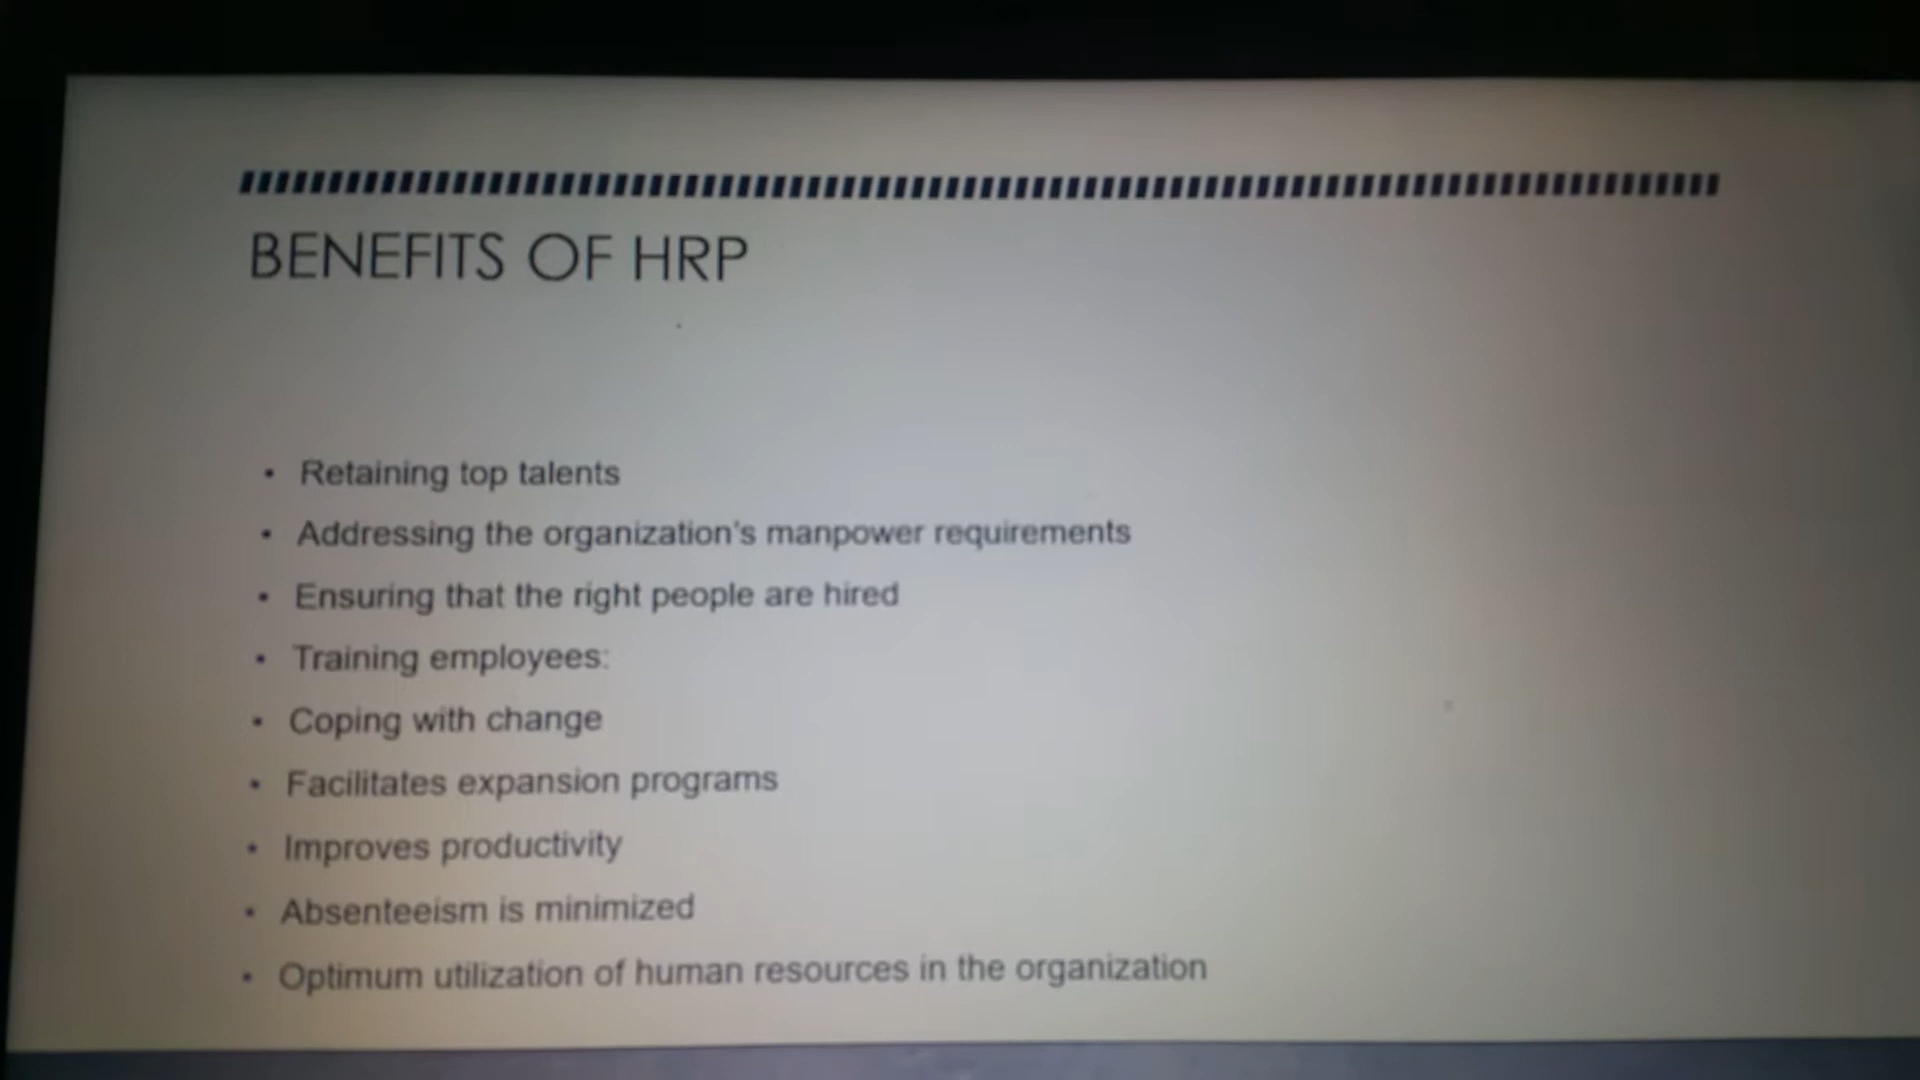 BENEFITS OF HRP
• Retaining top talents
• Addressing the organization's manpower requirements
• Ensuring that the right people are hired
• Training employees:
• Coping with change
• Facilitates expansion programs
• Improves productivity
• Absenteeism is minimized
• Optimum utilization of human resources in the organization